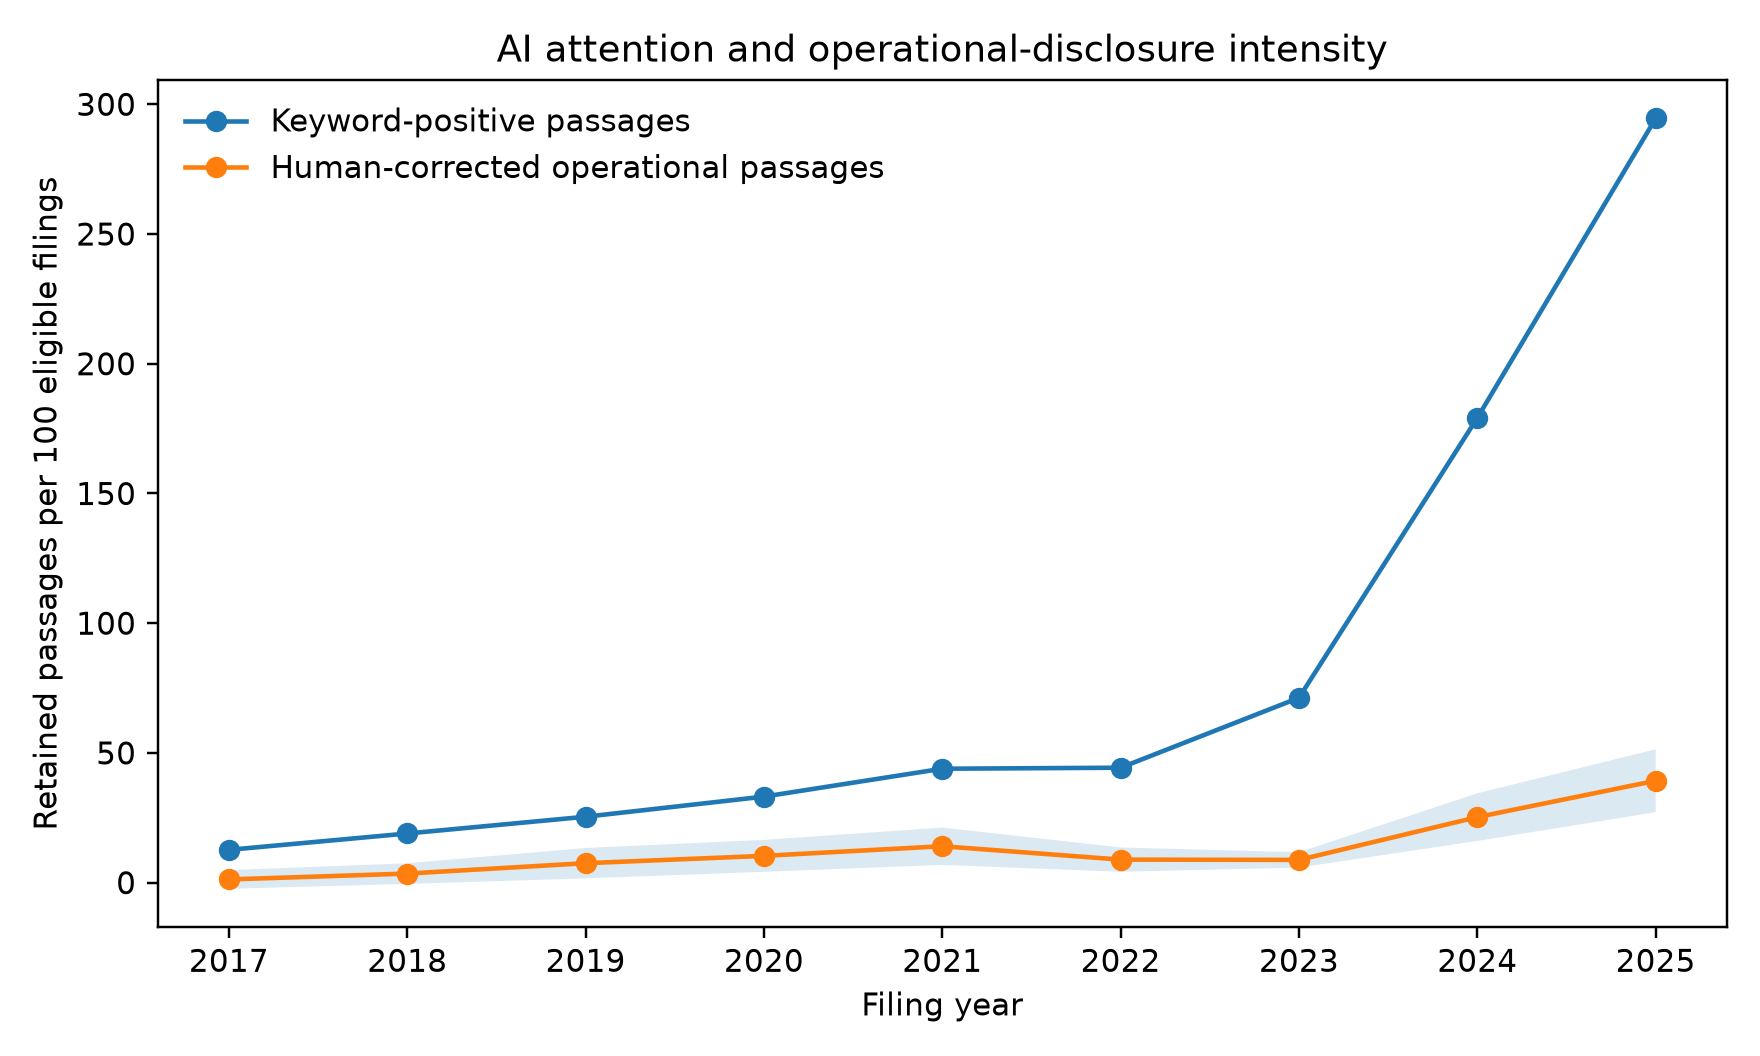 AI attention and operational-disclosure intensity
Keyword-positive passages
Human-corrected operational passages
Retained passages per 100 eligible filings
300
250
200
150
100
50
0
2017 2018 2019 2020 2021 2022 2023 2024 2025
Filing year